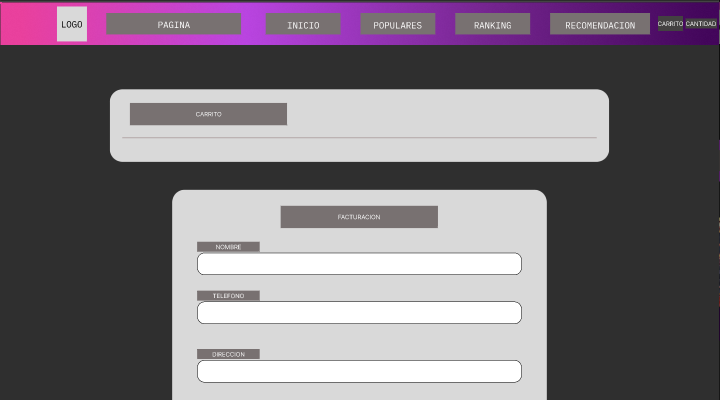 LOGO PAGINA INICIO POPULARES RANKING RECOMENDACION CARRITO CANTIDAD
CARRITO
FACTURACION
NOMBRE
TELEFONO
DIRECCION